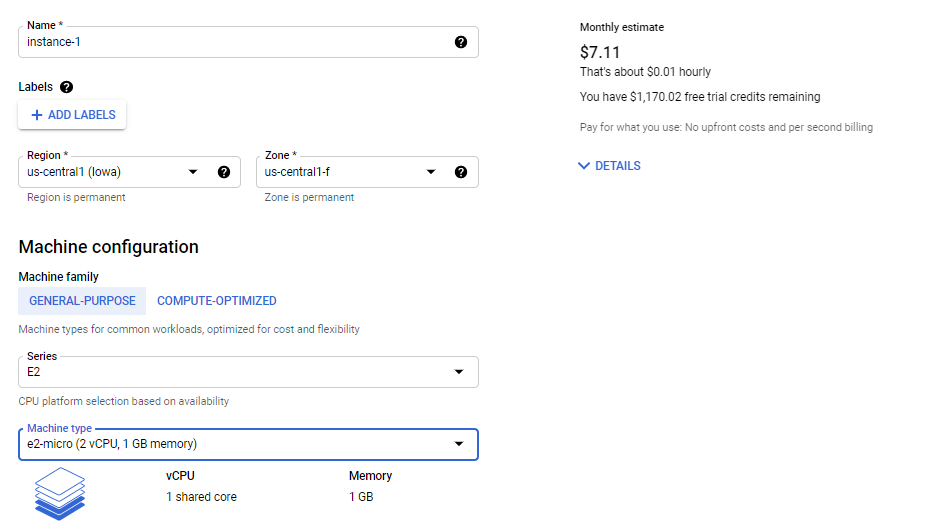 Name *
instance-1
Labels
+ ADD LABELS
Region *
us-central1 (Iowa)
Region is permanent
Zone *
us-central1-f
Zone is permanent
Machine configuration
Machine family
GENERAL-PURPOSE COMPUTE-OPTIMIZED
Machine types for common workloads, optimized for cost and flexibility
Series
E2
CPU platform selection based on availability
Machine type
e2-micro (2 vCPU, 1 GB memory)
vCPU
1 shared core
Memory
1 GB
Monthly estimate
$7.11
That's about $0.01 hourly
You have $1,170.02 free trial credits remaining
Pay for what you use: No upfront costs and per second billing
DETAILS